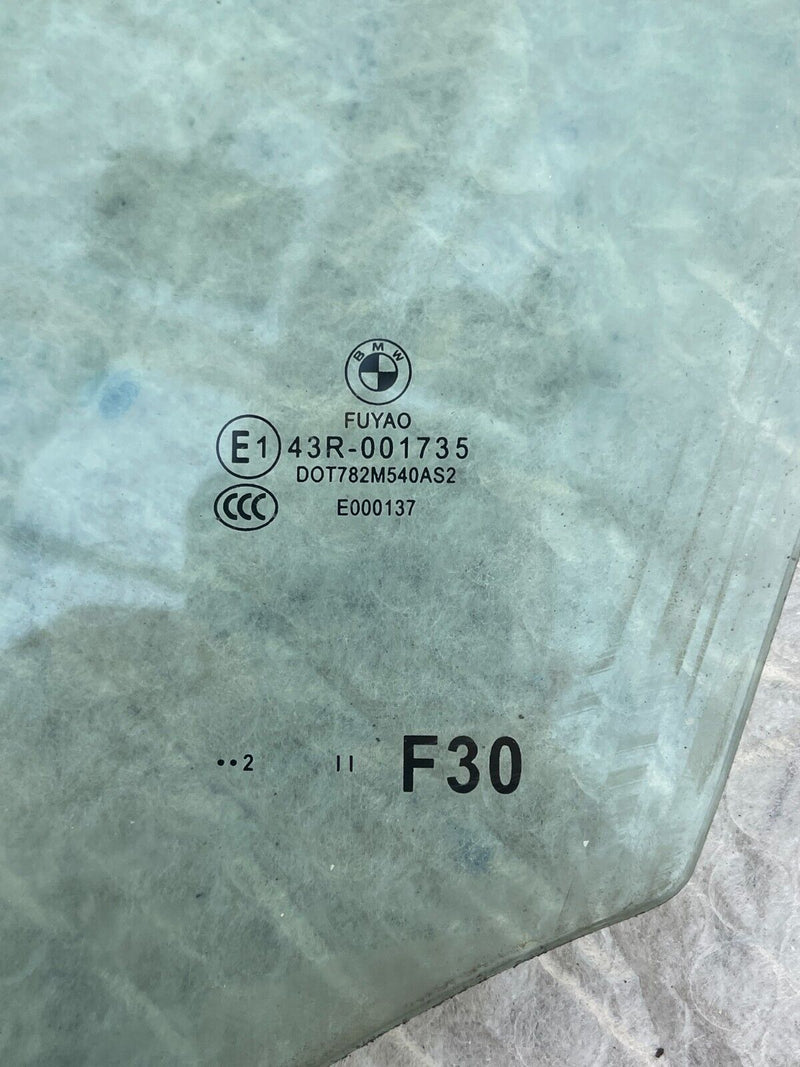 BMW
FUYAO
E1 43R-001735
DOT782M540AS2
CCC E000137
••2 II F30